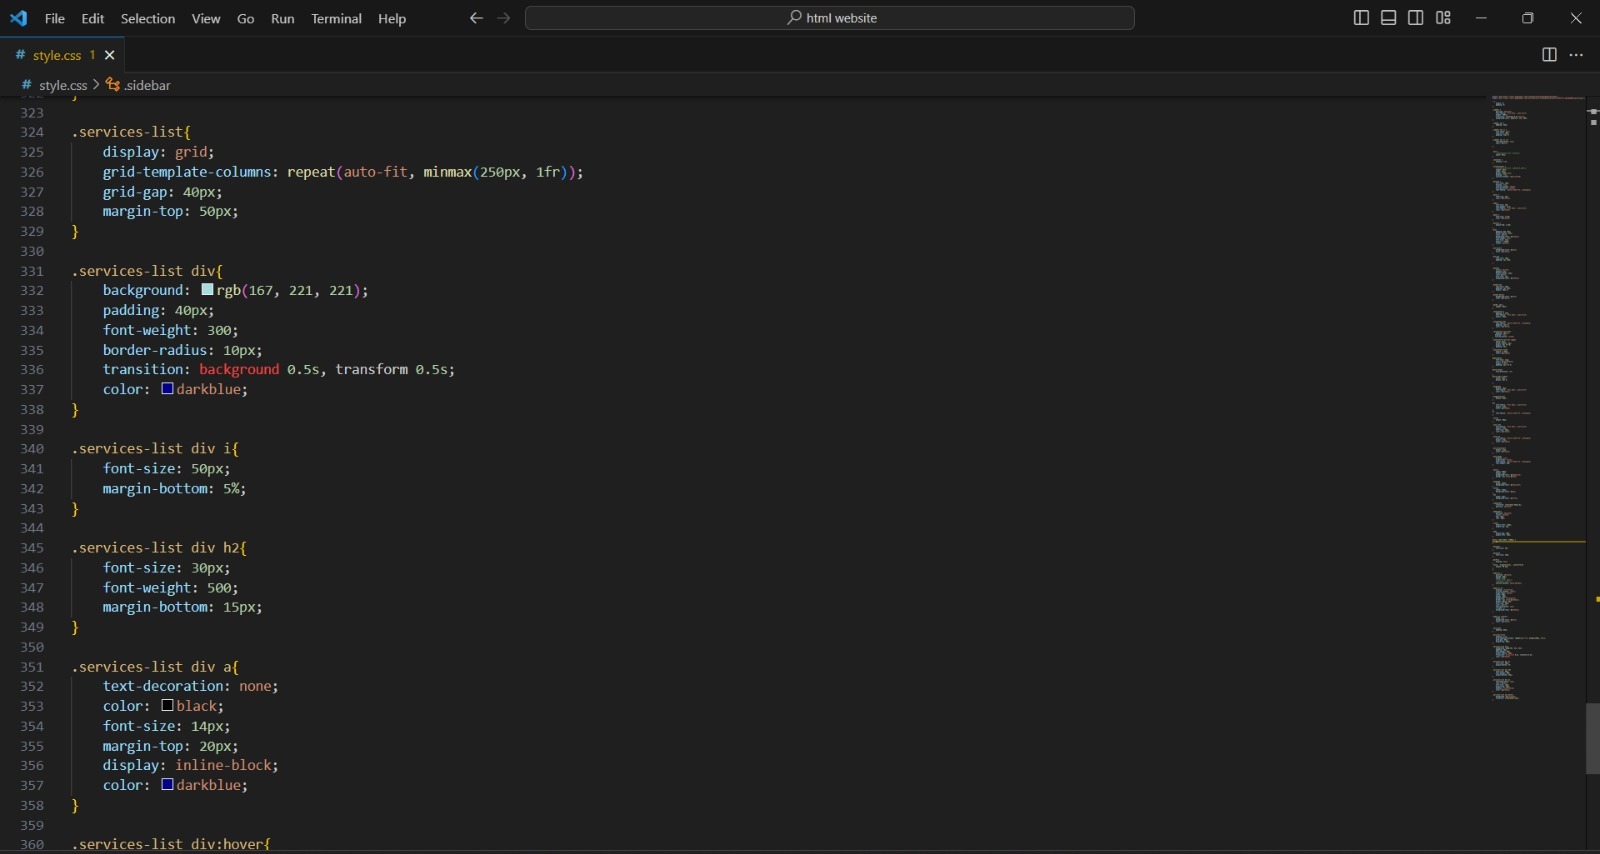 File Edit Selection View Go Run Terminal Help
html website
# style.css 1
# style.css > .sidebar
323
324 .services-list{
325     display: grid;
326     grid-template-columns: repeat(auto-fit, minmax(250px, 1fr));
327     grid-gap: 40px;
328     margin-top: 50px;
329 }
330
331 .services-list div{
332     background: rgb(167, 221, 221);
333     padding: 40px;
334     font-weight: 300;
335     border-radius: 10px;
336     transition: background 0.5s, transform 0.5s;
337     color: darkblue;
338 }
339
340 .services-list div i{
341     font-size: 50px;
342     margin-bottom: 5%;
343 }
344
345 .services-list div h2{
346     font-size: 30px;
347     font-weight: 500;
348     margin-bottom: 15px;
349 }
350
351 .services-list div a{
352     text-decoration: none;
353     color: black;
354     font-size: 14px;
355     margin-top: 20px;
356     display: inline-block;
357     color: darkblue;
358 }
359
360 .services-list div:hover{